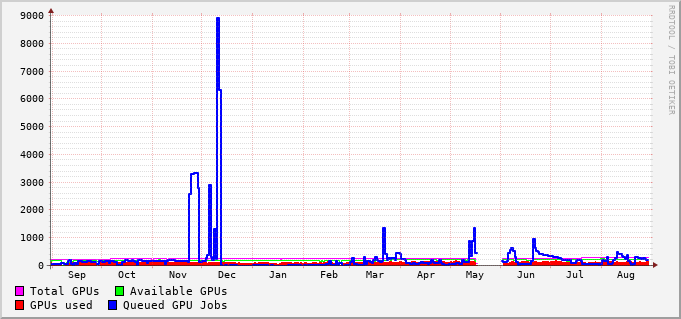 RRDTOOL / TOBI OETIKER
9000
8000
7000
6000
5000
4000
3000
2000
1000
0
Sep Oct Nov Dec Jan Feb Mar Apr May Jun Jul Aug
Total GPUs Available GPUs
GPUs used Queued GPU Jobs